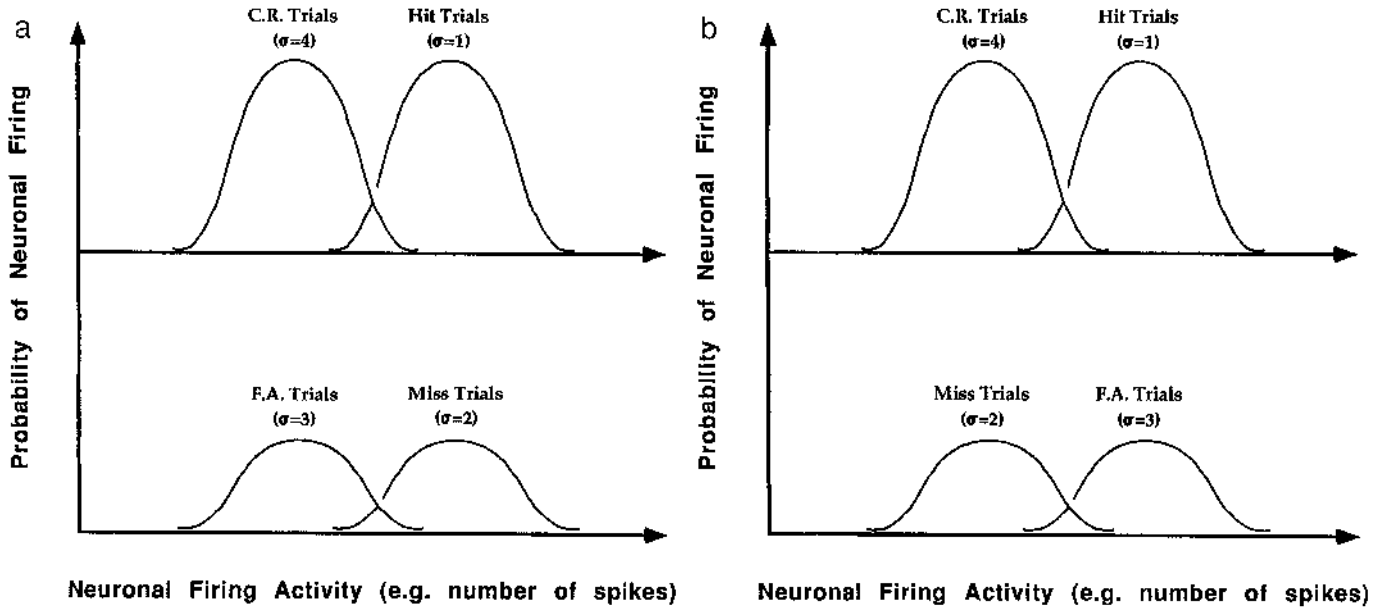 a
C.R. Trials
(σ=4)
Hit Trials
(σ=1)
F.A. Trials
(σ=3)
Miss Trials
(σ=2)
Probability of Neuronal Firing
Neuronal Firing Activity (e.g. number of spikes)
b
C.R. Trials
(σ=4)
Hit Trials
(σ=1)
Miss Trials
(σ=2)
F.A. Trials
(σ=3)
Probability of Neuronal Firing
Neuronal Firing Activity (e.g. number of spikes)